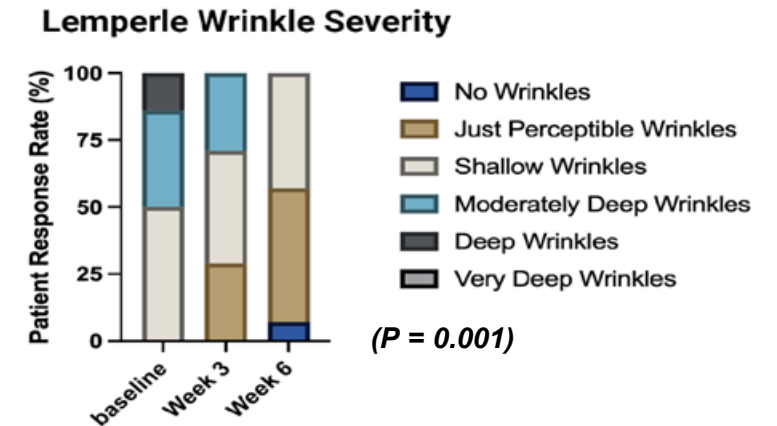 Lemperle Wrinkle Severity
Patient Response Rate (%)
100
75
50
25
0
baseline
Week 3
Week 6
No Wrinkles
Just Perceptible Wrinkles
Shallow Wrinkles
Moderately Deep Wrinkles
Deep Wrinkles
Very Deep Wrinkles
(P = 0.001)